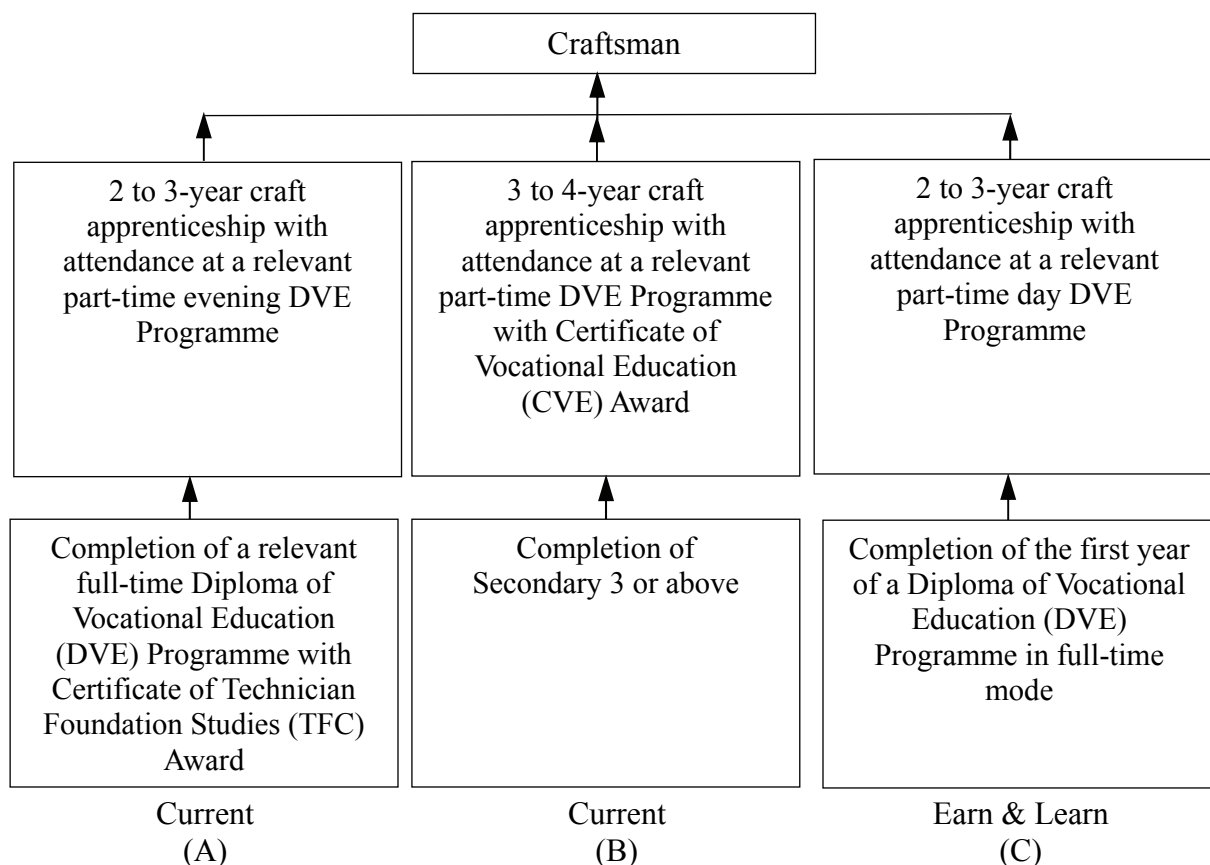 Craftsman
2 to 3-year craft
apprenticeship with
attendance at a relevant
part-time evening DVE
Programme
3 to 4-year craft
apprenticeship with
attendance at a relevant
part-time DVE Programme
with Certificate of
Vocational Education
(CVE) Award
2 to 3-year craft
apprenticeship with
attendance at a relevant
part-time day DVE
Programme
Completion of a relevant
full-time Diploma of
Vocational Education
(DVE) Programme with
Certificate of Technician
Foundation Studies (TFC)
Award
Completion of
Secondary 3 or above
Completion of the first year
of a Diploma of Vocational
Education (DVE)
Programme in full-time
mode
Current
(A)
Current
(B)
Earn & Learn
(C)